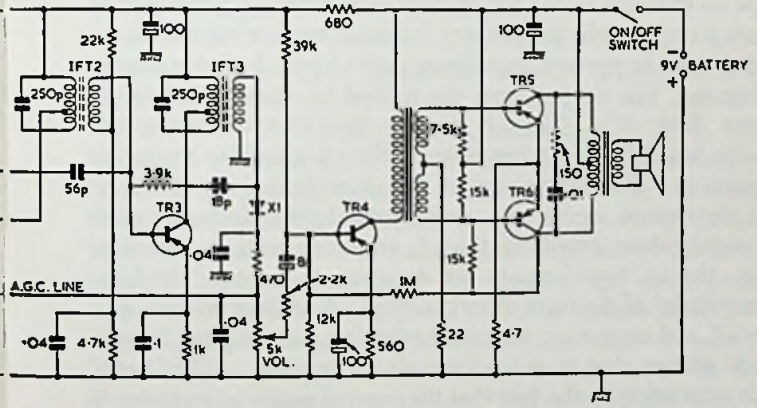 22k
100
39k
680
100
ON/OFF
SWITCH
IFT2
IFT3
250p
250p
−
9V BATTERY
+
TR5
7·5k
150
·01
56p
3·9k
18p
X1
TR3
TR4
15k
TR6
15k
·04
470
8
2·2k
1M
A.G.C. LINE
·04
4·7k
·1
1k
·04
5k
VOL.
12k
100
560
22
4·7